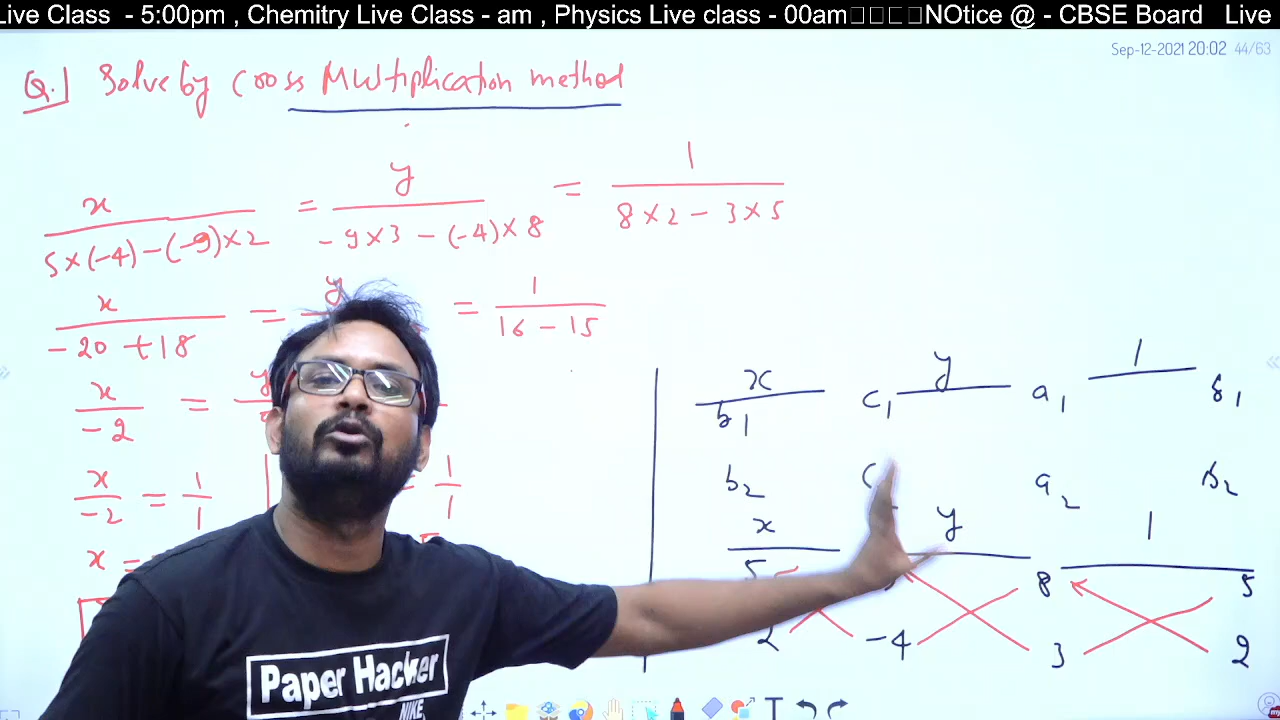 Live Class - 5:00pm , Chemitry Live Class - am , Physics Live class - 00am□□□□NOtice @ - CBSE Board Live
Sep-12-2021 20:02 44/63
Q.] Solve by Cross Multiplication method
x / 5×(-4)-(-9)×2 = y / -9×3-(-4)×8 = 1 / 8×2-3×5
x / -20+18 = y = 1 / 16-15
x / -2 = y
x / -2 = 1/1 = 1/1
x =
x y 1
b1 c1 a1 b1
b2 c a2 b2
x y 1
5 8 5
2 -4 3 2
Paper Hacker
NIKE
T